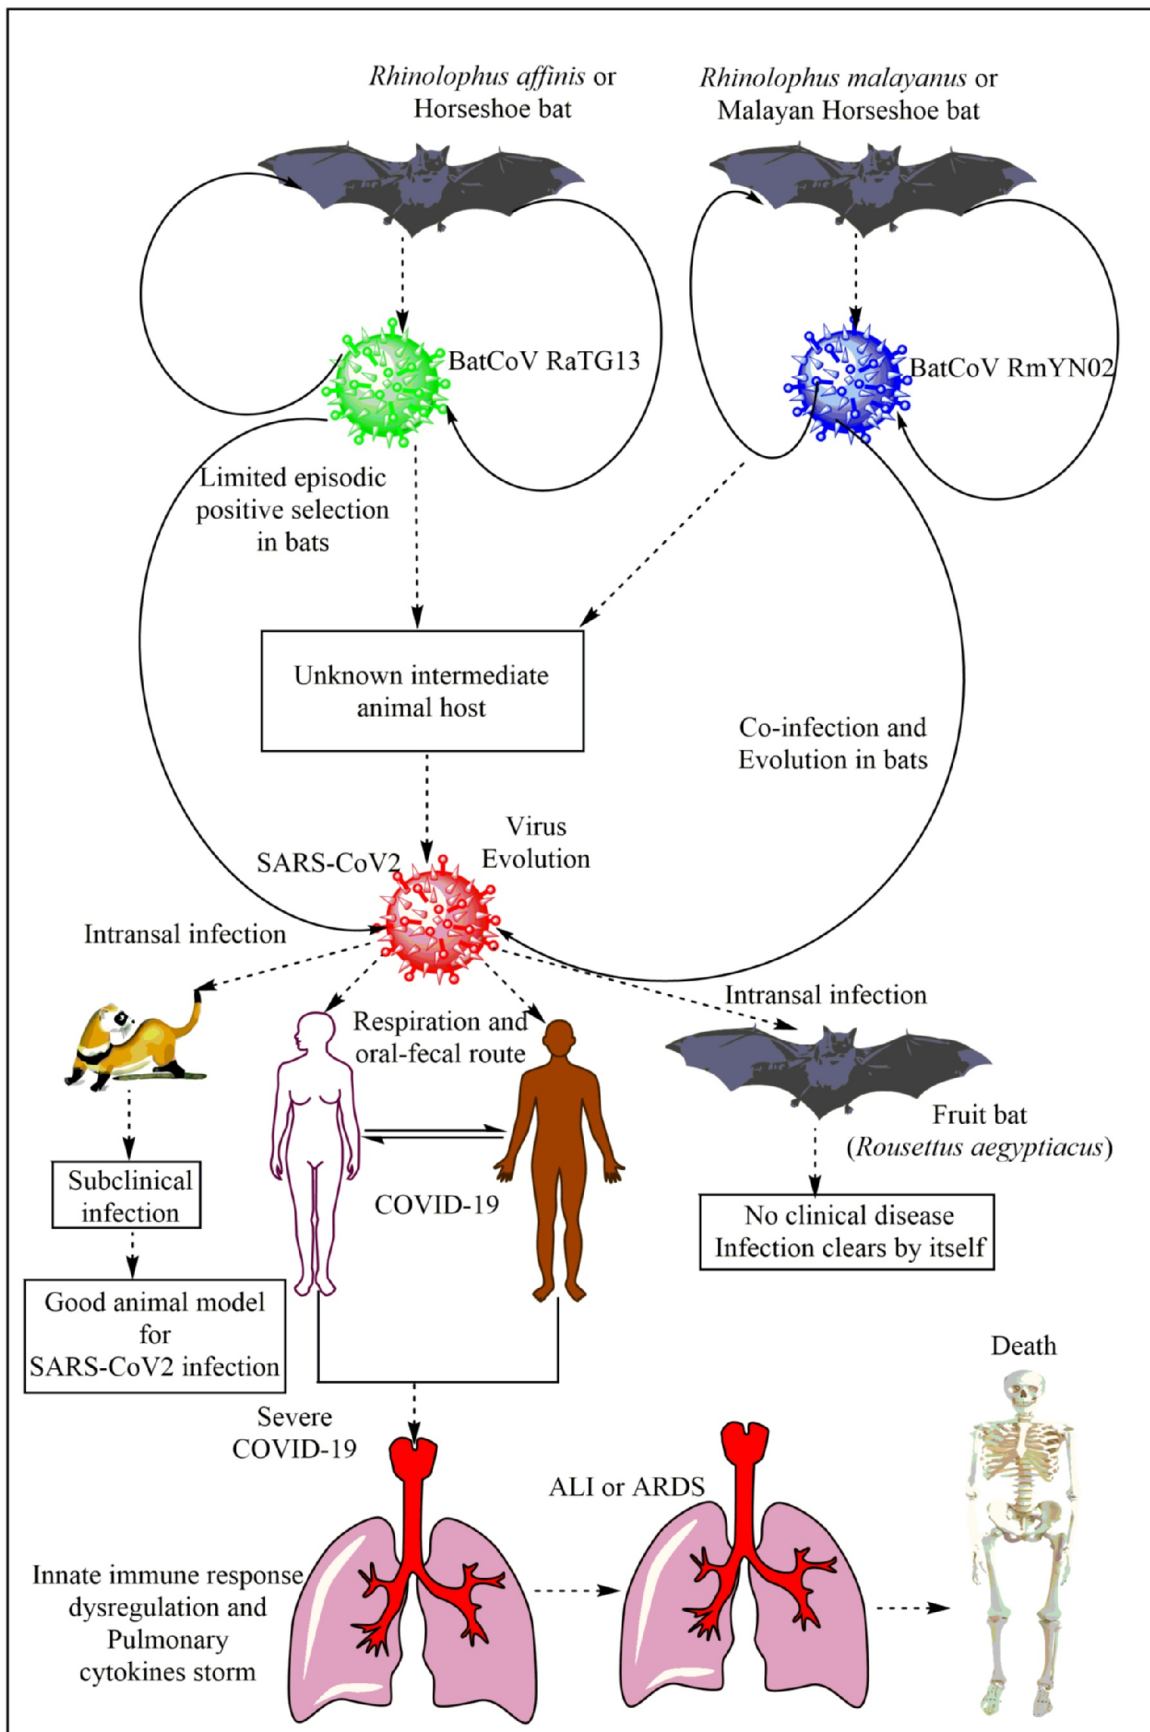 Rhinolophus affinis or
Horseshoe bat
Rhinolophus malayanus or
Malayan Horseshoe bat
BatCoV RaTG13
BatCoV RmYN02
Limited episodic
positive selection
in bats
Unknown intermediate
animal host
Co-infection and
Evolution in bats
Virus
Evolution
SARS-CoV2
Intransal infection
Intransal infection
Respiration and
oral-fecal route
Fruit bat
(Rousettus aegyptiacus)
Subclinical
infection
COVID-19
No clinical disease
Infection clears by itself
Good animal model
for
SARS-CoV2 infection
Death
Severe
COVID-19
ALI or ARDS
Innate immune response
dysregulation and
Pulmonary
cytokines storm